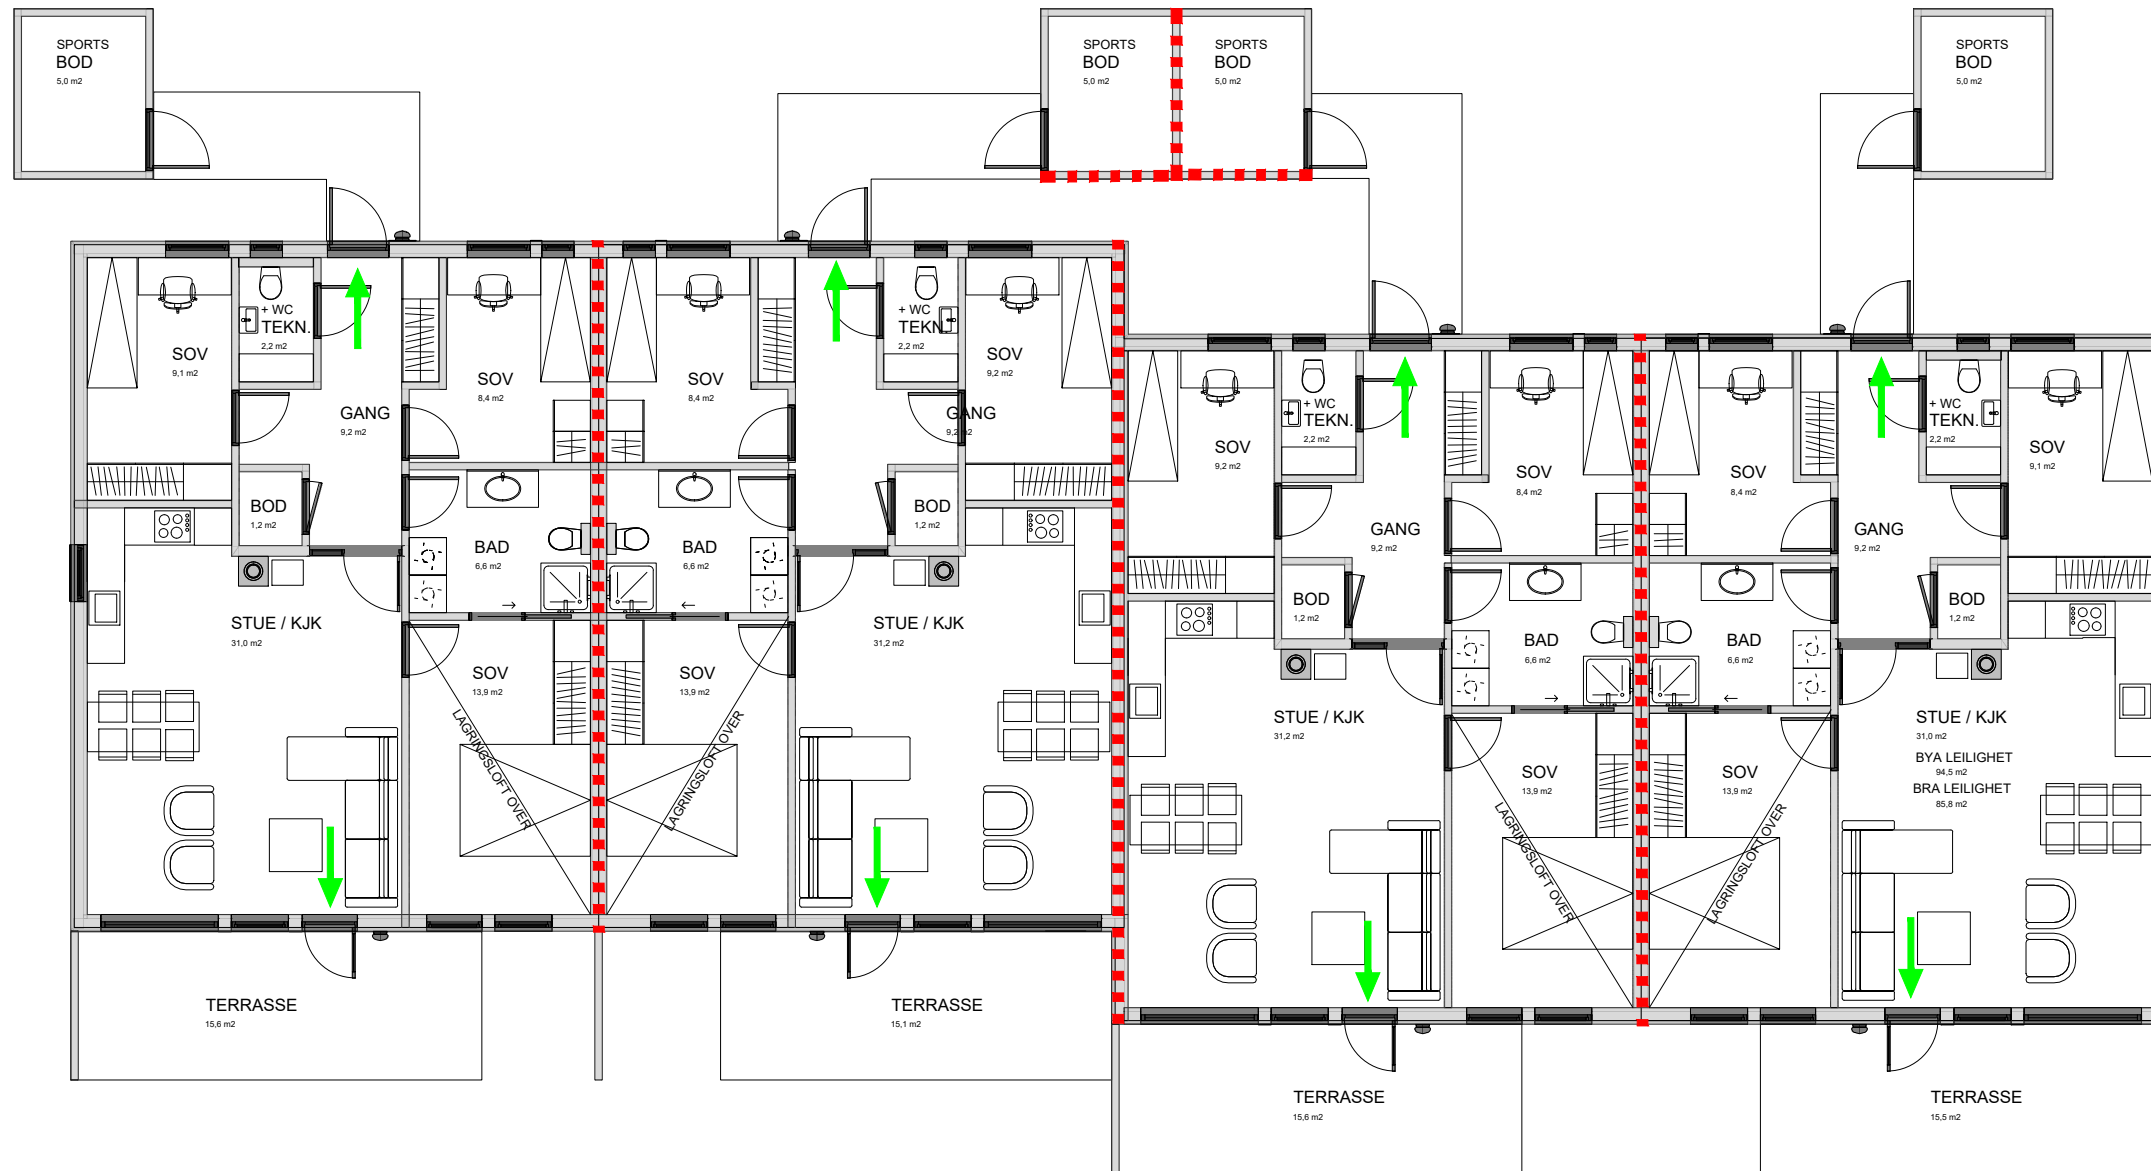 SPORTS
BOD
5,0 m2
SPORTS
BOD
5,0 m2
SPORTS
BOD
5,0 m2
SPORTS
BOD
5,0 m2
SOV
9,1 m2
+ WC
TEKN.
2,2 m2
GANG
9,2 m2
SOV
8,4 m2
BOD
1,2 m2
BAD
6,6 m2
STUE / KJK
31,0 m2
SOV
13,9 m2
LAGRINGSLOFT OVER
TERRASSE
15,6 m2
SOV
8,4 m2
+ WC
TEKN.
2,2 m2
SOV
9,2 m2
GANG
9,2 m2
BOD
1,2 m2
BAD
6,6 m2
STUE / KJK
31,2 m2
SOV
13,9 m2
LAGRINGSLOFT OVER
TERRASSE
15,1 m2
SOV
9,2 m2
+ WC
TEKN.
2,2 m2
GANG
9,2 m2
SOV
8,4 m2
BOD
1,2 m2
BAD
6,6 m2
STUE / KJK
31,2 m2
SOV
13,9 m2
LAGRINGSLOFT OVER
TERRASSE
15,6 m2
SOV
8,4 m2
+ WC
TEKN.
2,2 m2
SOV
9,1 m2
GANG
9,2 m2
BOD
1,2 m2
BAD
6,6 m2
STUE / KJK
31,0 m2
BYA LEILIGHET
94,5 m2
BRA LEILIGHET
85,8 m2
SOV
13,9 m2
LAGRINGSLOFT OVER
TERRASSE
15,5 m2